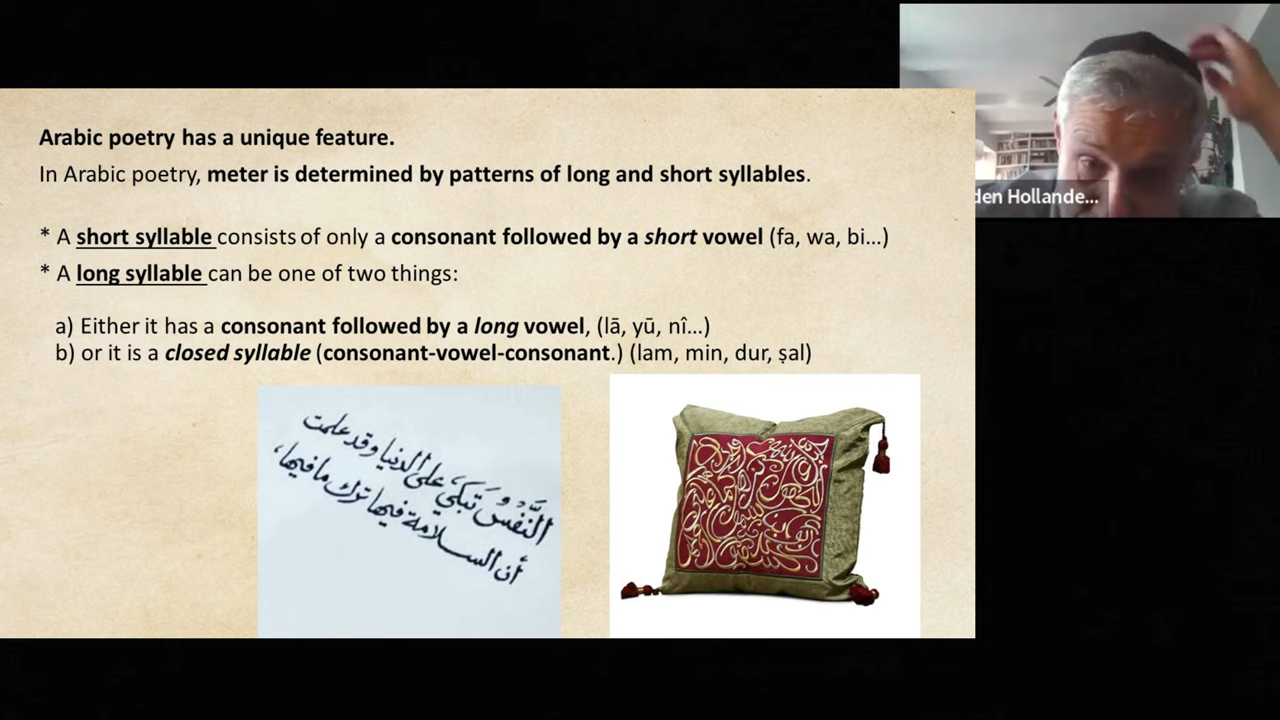 Arabic poetry has a unique feature.
In Arabic poetry, meter is determined by patterns of long and short syllables.
* A short syllable consists of only a consonant followed by a short vowel (fa, wa, bi…)
* A long syllable can be one of two things:
a) Either it has a consonant followed by a long vowel, (lā, yū, nî…)
b) or it is a closed syllable (consonant-vowel-consonant.) (lam, min, dur, ṣal)
den Hollande...
النَّفْسُ تَبكي على الدنيا وقد علمت
أن السلامة فيها ترك ما فيها،